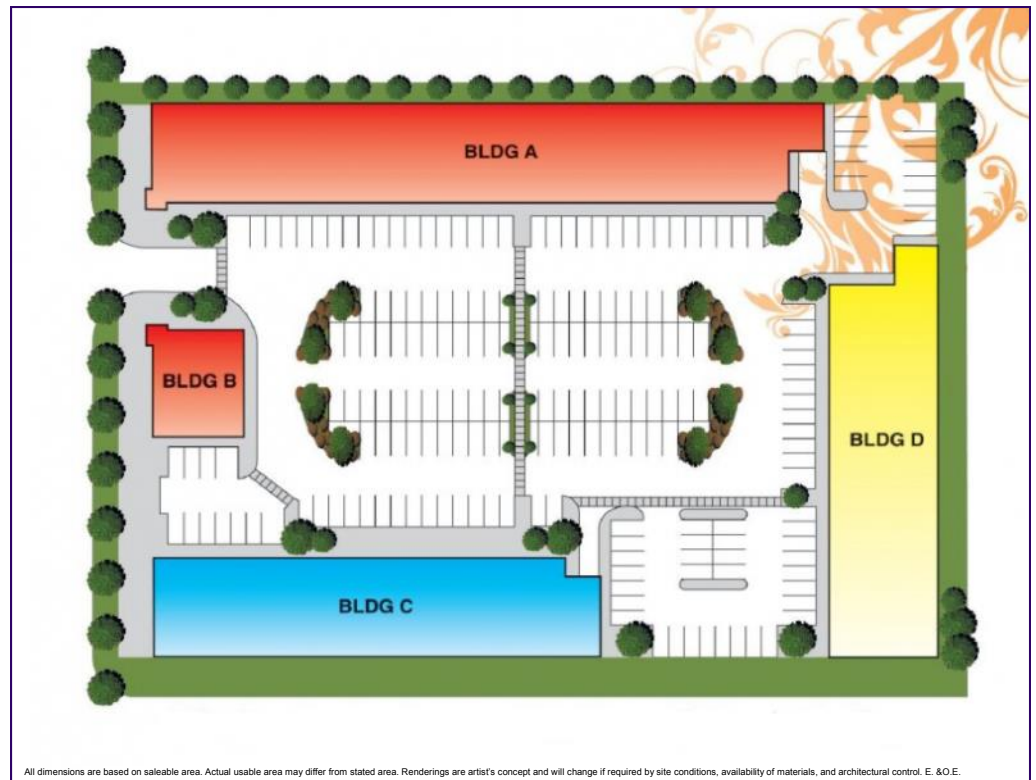 BLDG A
BLDG B
BLDG D
BLDG C
All dimensions are based on saleable area. Actual usable area may differ from stated area. Renderings are artist's concept and will change if required by site conditions, availability of materials, and architectural control. E. &O.E.